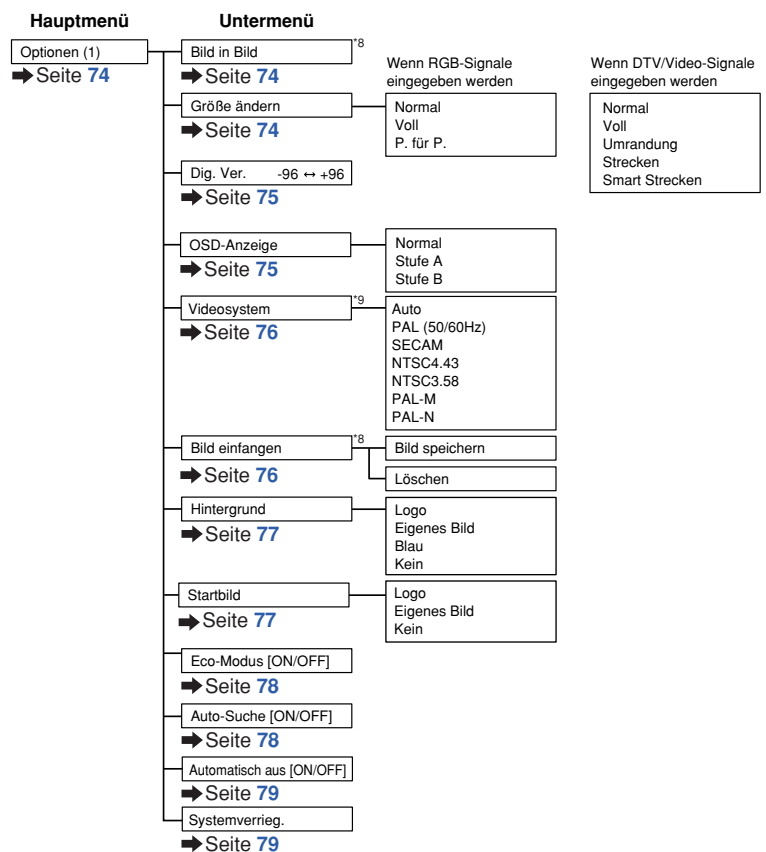 Hauptmenü Untermenü
Optionen (1)
Seite 74
Bild in Bild *8
Seite 74
Wenn RGB-Signale
eingegeben werden
Wenn DTV/Video-Signale
eingegeben werden
Größe ändern
Seite 74
Normal
Voll
P. für P.
Normal
Voll
Umrandung
Strecken
Smart Strecken
Dig. Ver. -96 ↔ +96
Seite 75
OSD-Anzeige
Seite 75
Normal
Stufe A
Stufe B
Videosystem *9
Seite 76
Auto
PAL (50/60Hz)
SECAM
NTSC4.43
NTSC3.58
PAL-M
PAL-N
Bild einfangen *8
Seite 76
Bild speichern
Löschen
Hintergrund
Seite 77
Logo
Eigenes Bild
Blau
Kein
Startbild
Seite 77
Logo
Eigenes Bild
Kein
Eco-Modus [ON/OFF]
Seite 78
Auto-Suche [ON/OFF]
Seite 78
Automatisch aus [ON/OFF]
Seite 79
Systemverrieg.
Seite 79